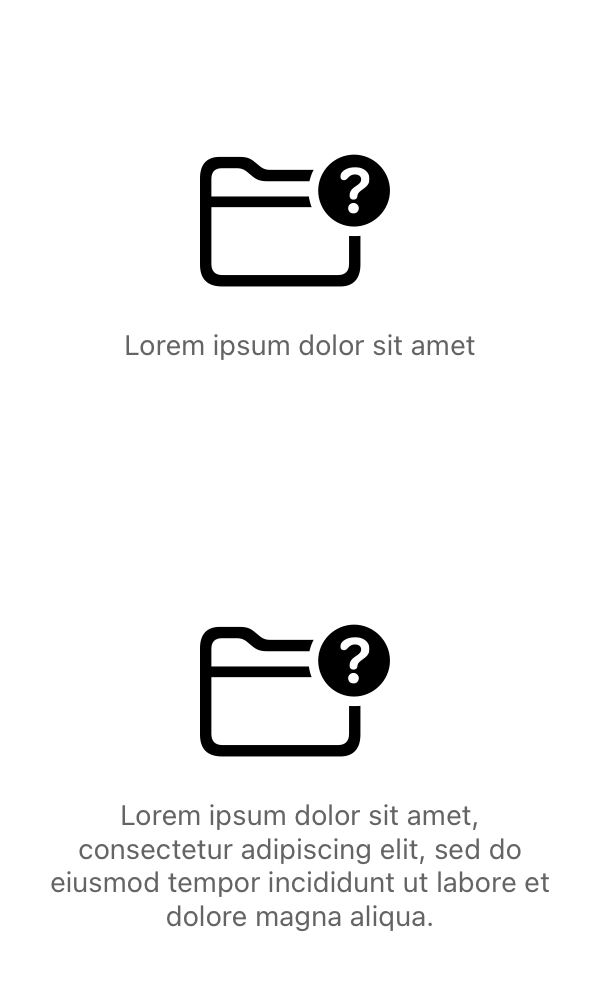 ?
Lorem ipsum dolor sit amet
?
Lorem ipsum dolor sit amet,
consectetur adipiscing elit, sed do
eiusmod tempor incididunt ut labore et
dolore magna aliqua.